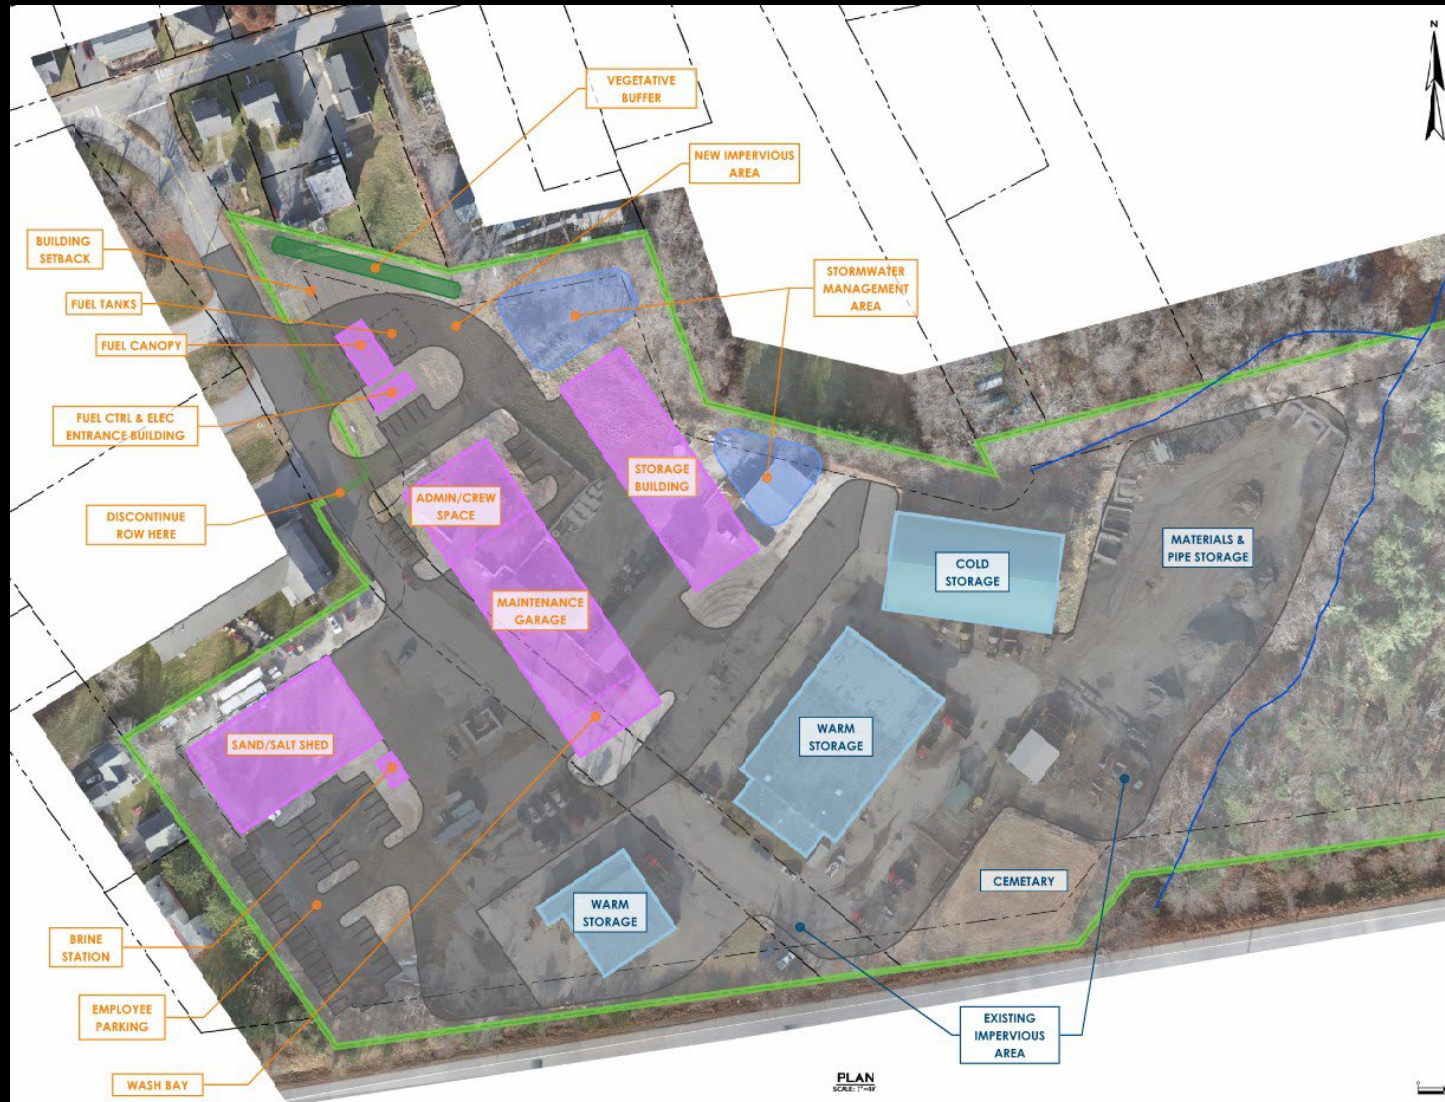 N
VEGETATIVE
BUFFER
NEW IMPERVIOUS
AREA
BUILDING
SETBACK
STORMWATER
MANAGEMENT
AREA
FUEL TANKS
FUEL CANOPY
FUEL CTRL & ELEC
ENTRANCE BUILDING
STORAGE
BUILDING
ADMIN/CREW
SPACE
DISCONTINUE
ROW HERE
MATERIALS &
PIPE STORAGE
COLD
STORAGE
MAINTENANCE
GARAGE
SAND/SALT SHED
WARM
STORAGE
CEMETARY
WARM
STORAGE
BRINE
STATION
EMPLOYEE
PARKING
EXISTING
IMPERVIOUS
AREA
WASH BAY
PLAN